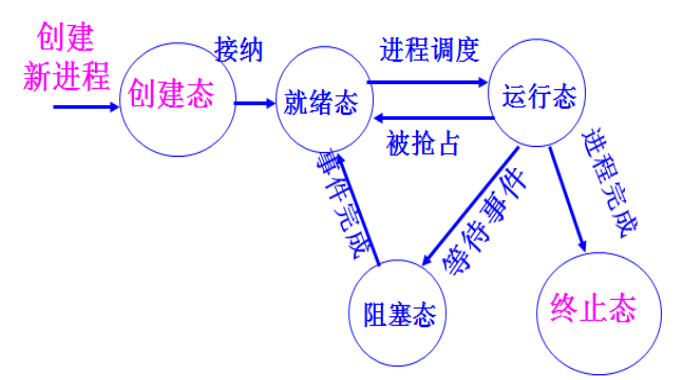 创建
新进程
创建态
接纳
就绪态
进程调度
被抢占
运行态
事件完成
等待事件
进程完成
阻塞态
终止态